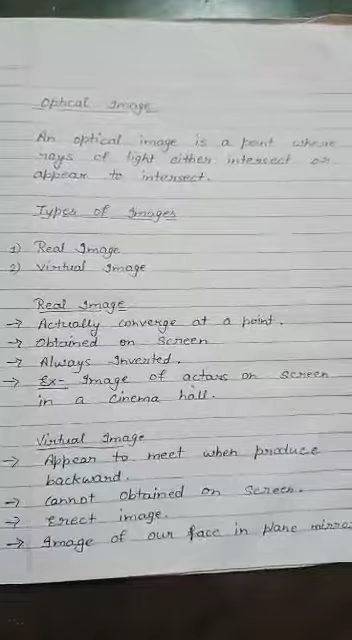 Optical Image
An optical image is a point where
rays of light either intersect or
appear to intersect.
Types of Images
1) Real Image
2) Virtual Image
Real Image
→ Actually converge at a point.
→ Obtained on Screen
→ Always Inverted.
→ Ex- Image of actors on screen
in a cinema hall.
Virtual Image
→ Appear to meet when produce
backward.
→ Cannot obtained on screen.
→ Erect image.
→ Image of our face in plane mirror